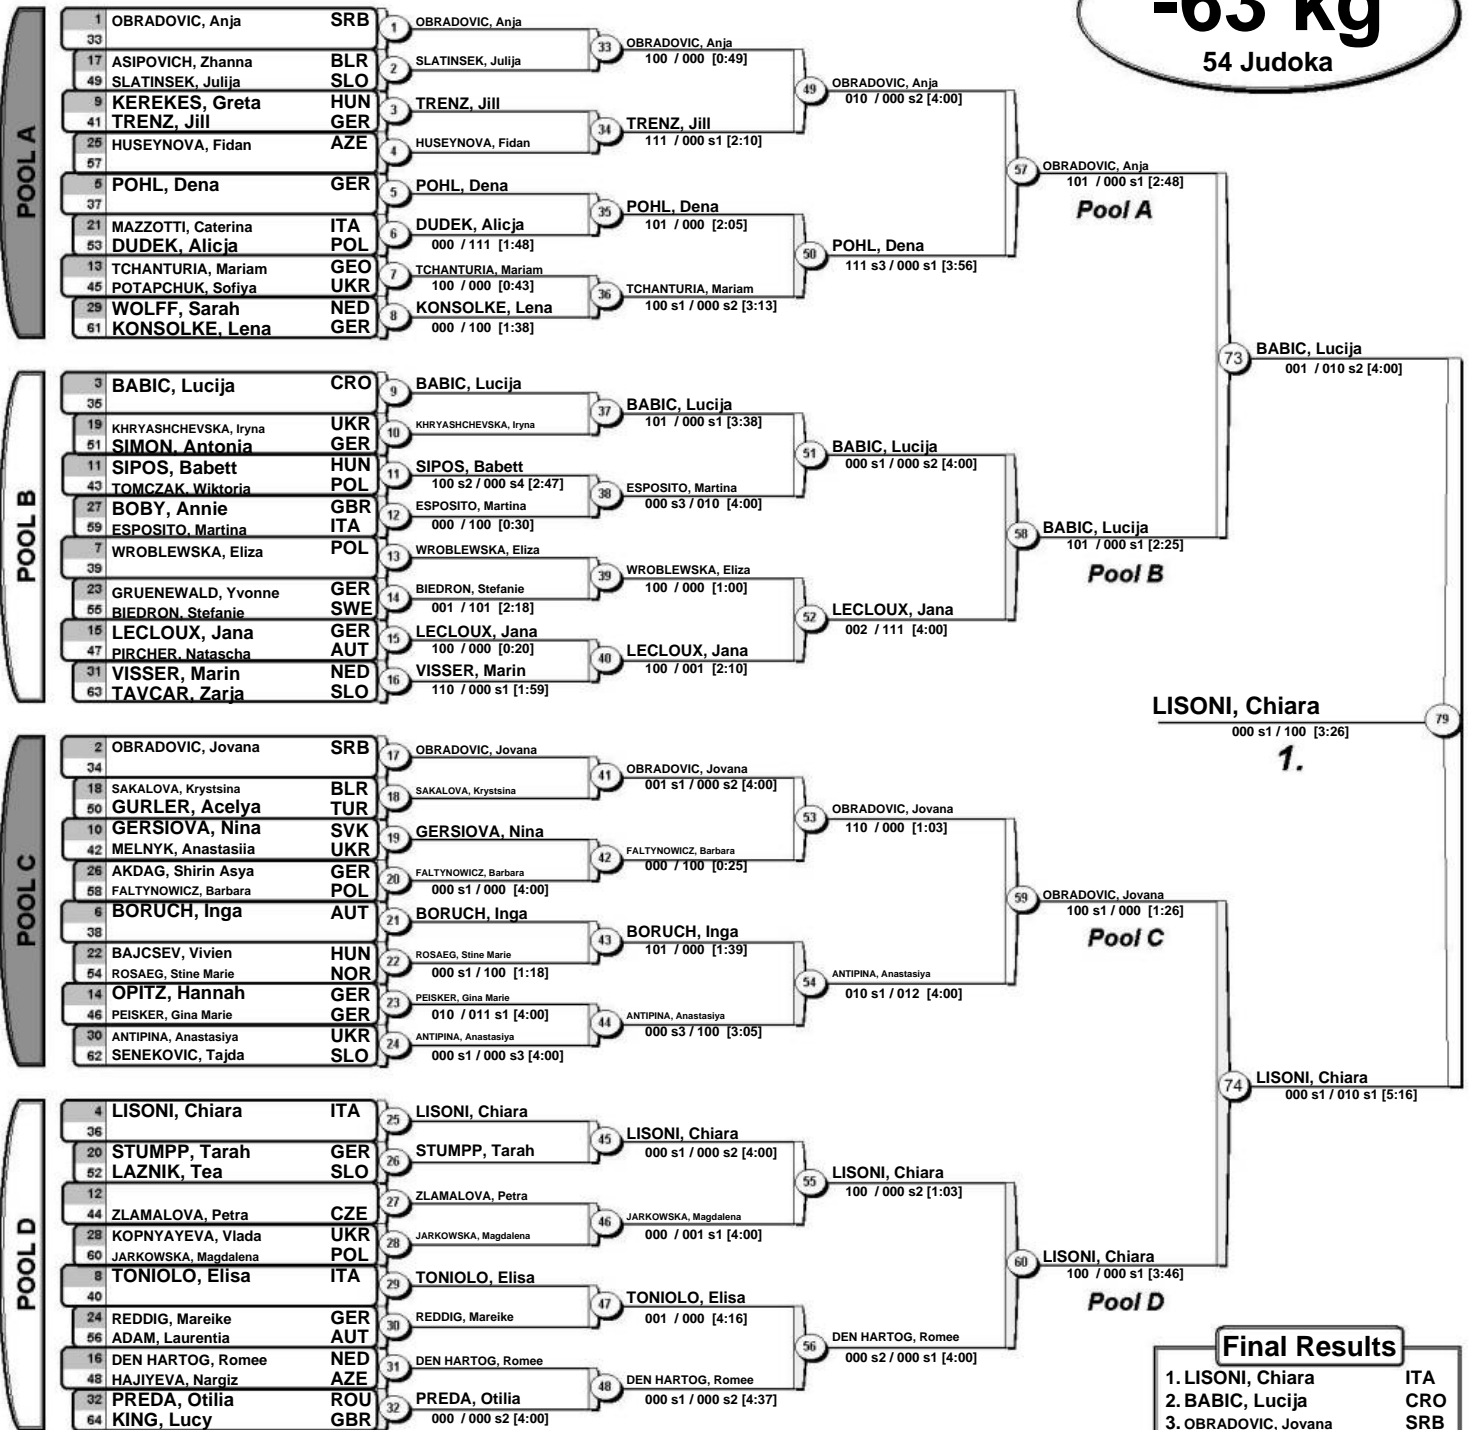 -63 kg
54 Judoka
POOL A
1 OBRADOVIC, Anja SRB
33
17 ASIPOVICH, Zhanna BLR
49 SLATINSEK, Julija SLO
9 KEREKES, Greta HUN
41 TRENZ, Jill GER
25 HUSEYNOVA, Fidan AZE
57
5 POHL, Dena GER
37
21 MAZZOTTI, Caterina ITA
53 DUDEK, Alicja POL
13 TCHANTURIA, Mariam GEO
45 POTAPCHUK, Sofiya UKR
29 WOLFF, Sarah NED
61 KONSOLKE, Lena GER
1 OBRADOVIC, Anja
2 SLATINSEK, Julija
3 TRENZ, Jill
4 HUSEYNOVA, Fidan
5 POHL, Dena
6 DUDEK, Alicja
000 / 111 [1:48]
7 TCHANTURIA, Mariam
100 / 000 [0:43]
8 KONSOLKE, Lena
000 / 100 [1:38]
33 OBRADOVIC, Anja
100 / 000 [0:49]
34 TRENZ, Jill
111 / 000 s1 [2:10]
35 POHL, Dena
101 / 000 [2:05]
36 TCHANTURIA, Mariam
100 s1 / 000 s2 [3:13]
49 OBRADOVIC, Anja
010 / 000 s2 [4:00]
50 POHL, Dena
111 s3 / 000 s1 [3:56]
57 OBRADOVIC, Anja
101 / 000 s1 [2:48]
Pool A
POOL B
3 BABIC, Lucija CRO
35
19 KHRYASHCHEVSKA, Iryna UKR
51 SIMON, Antonia GER
11 SIPOS, Babett HUN
43 TOMCZAK, Wiktoria POL
27 BOBY, Annie GBR
59 ESPOSITO, Martina ITA
7 WROBLEWSKA, Eliza POL
39
23 GRUENEWALD, Yvonne GER
55 BIEDRON, Stefanie SWE
15 LECLOUX, Jana GER
47 PIRCHER, Natascha AUT
31 VISSER, Marin NED
63 TAVCAR, Zarja SLO
9 BABIC, Lucija
10 KHRYASHCHEVSKA, Iryna
11 SIPOS, Babett
100 s2 / 000 s4 [2:47]
12 ESPOSITO, Martina
000 / 100 [0:30]
13 WROBLEWSKA, Eliza
14 BIEDRON, Stefanie
001 / 101 [2:18]
15 LECLOUX, Jana
100 / 000 [0:20]
16 VISSER, Marin
110 / 000 s1 [1:59]
37 BABIC, Lucija
101 / 000 s1 [3:38]
38 ESPOSITO, Martina
000 s3 / 010 [4:00]
39 WROBLEWSKA, Eliza
100 / 000 [1:00]
40 LECLOUX, Jana
100 / 001 [2:10]
51 BABIC, Lucija
000 s1 / 000 s2 [4:00]
52 LECLOUX, Jana
002 / 111 [4:00]
58 BABIC, Lucija
101 / 000 s1 [2:25]
Pool B
73 BABIC, Lucija
001 / 010 s2 [4:00]
LISONI, Chiara 79
000 s1 / 100 [3:26]
1.
POOL C
2 OBRADOVIC, Jovana SRB
34
18 SAKALOVA, Krystsina BLR
50 GURLER, Acelya TUR
10 GERSIOVA, Nina SVK
42 MELNYK, Anastasiia UKR
26 AKDAG, Shirin Asya GER
58 FALTYNOWICZ, Barbara POL
6 BORUCH, Inga AUT
38
22 BAJCSEV, Vivien HUN
54 ROSAEG, Stine Marie NOR
14 OPITZ, Hannah GER
46 PEISKER, Gina Marie GER
30 ANTIPINA, Anastasiya UKR
62 SENEKOVIC, Tajda SLO
17 OBRADOVIC, Jovana
18 SAKALOVA, Krystsina
19 GERSIOVA, Nina
20 FALTYNOWICZ, Barbara
000 s1 / 000 [4:00]
21 BORUCH, Inga
22 ROSAEG, Stine Marie
000 s1 / 100 [1:18]
23 PEISKER, Gina Marie
010 / 011 s1 [4:00]
24 ANTIPINA, Anastasiya
000 s1 / 000 s3 [4:00]
41 OBRADOVIC, Jovana
001 s1 / 000 s2 [4:00]
42 FALTYNOWICZ, Barbara
000 / 100 [0:25]
43 BORUCH, Inga
101 / 000 [1:39]
44 ANTIPINA, Anastasiya
000 s3 / 100 [3:05]
53 OBRADOVIC, Jovana
110 / 000 [1:03]
54 ANTIPINA, Anastasiya
010 s1 / 012 [4:00]
59 OBRADOVIC, Jovana
100 s1 / 000 [1:26]
Pool C
74 LISONI, Chiara
000 s1 / 010 s1 [5:16]
POOL D
4 LISONI, Chiara ITA
36
20 STUMPP, Tarah GER
52 LAZNIK, Tea SLO
12
44 ZLAMALOVA, Petra CZE
28 KOPNYAYEVA, Vlada UKR
60 JARKOWSKA, Magdalena POL
8 TONIOLO, Elisa ITA
40
24 REDDIG, Mareike GER
56 ADAM, Laurentia AUT
16 DEN HARTOG, Romee NED
48 HAJIYEVA, Nargiz AZE
32 PREDA, Otilia ROU
64 KING, Lucy GBR
25 LISONI, Chiara
26 STUMPP, Tarah
27 ZLAMALOVA, Petra
28 JARKOWSKA, Magdalena
29 TONIOLO, Elisa
30 REDDIG, Mareike
31 DEN HARTOG, Romee
32 PREDA, Otilia
000 / 000 s2 [4:00]
45 LISONI, Chiara
000 s1 / 000 s2 [4:00]
46 JARKOWSKA, Magdalena
000 / 001 s1 [4:00]
47 TONIOLO, Elisa
001 / 000 [4:16]
48 DEN HARTOG, Romee
000 s1 / 000 s2 [4:37]
55 LISONI, Chiara
100 / 000 s2 [1:03]
56 DEN HARTOG, Romee
000 s2 / 000 s1 [4:00]
60 LISONI, Chiara
100 / 000 s1 [3:46]
Pool D
Final Results
1. LISONI, Chiara ITA
2. BABIC, Lucija CRO
3. OBRADOVIC, Jovana SRB